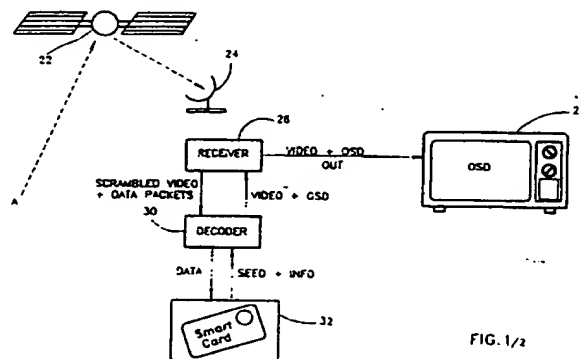 22
24
28
2
RECEIVER
VIDEO + OSD
OUT
OSD
A
SCRAMBLED VIDEO
+ DATA PACKETS
VIDEO + OSD
30
DECODER
DATA
SEED + INFO
Smart
Card
32
FIG. 1/2